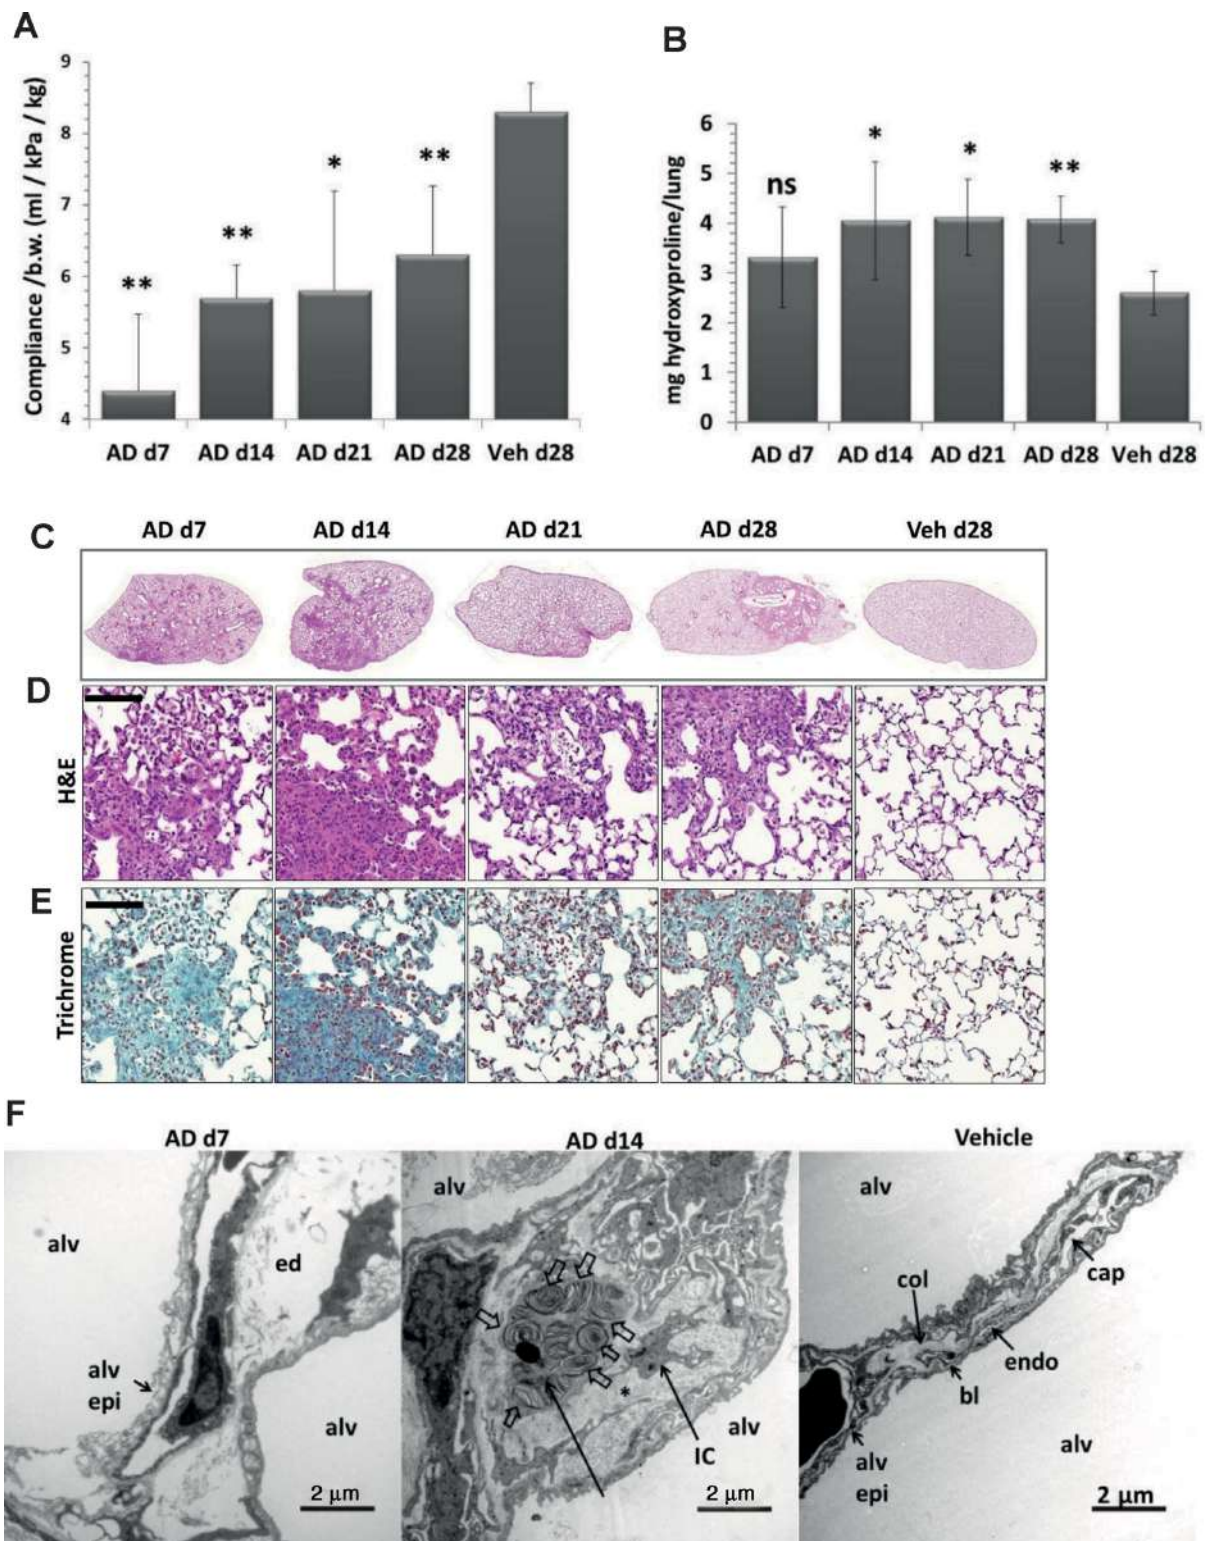 A
Compliance /b.w. (ml / kPa / kg)
9
8
7
6
5
4
**
**
*
**
AD d7 AD d14 AD d21 AD d28 Veh d28
B
mg hydroxyproline/lung
6
5
4
3
2
1
0
ns
*
*
**
AD d7 AD d14 AD d21 AD d28 Veh d28
C
AD d7 AD d14 AD d21 AD d28 Veh d28
D
H&E
E
Trichrome
F
AD d7 AD d14 Vehicle
alv
ed
alv
epi
alv
2 µm
alv
*
IC
alv
2 µm
alv
col
cap
endo
bl
alv
epi
alv
2 µm